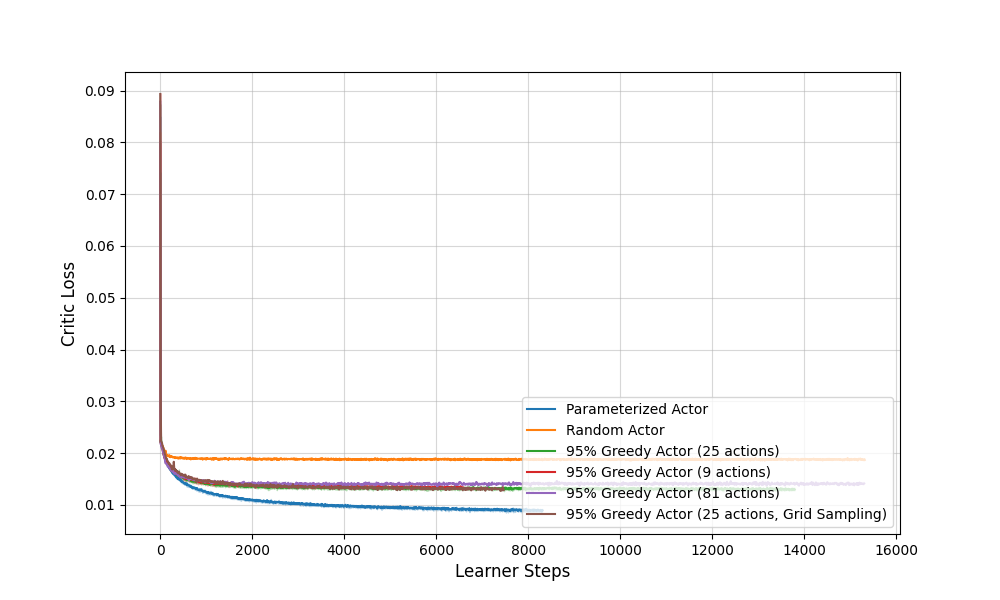 0.09
0.08
0.07
0.06
0.05
0.04
0.03
0.02
0.01
Critic Loss
Parameterized Actor
Random Actor
95% Greedy Actor (25 actions)
95% Greedy Actor (9 actions)
95% Greedy Actor (81 actions)
95% Greedy Actor (25 actions, Grid Sampling)
0 2000 4000 6000 8000 10000 12000 14000 16000
Learner Steps